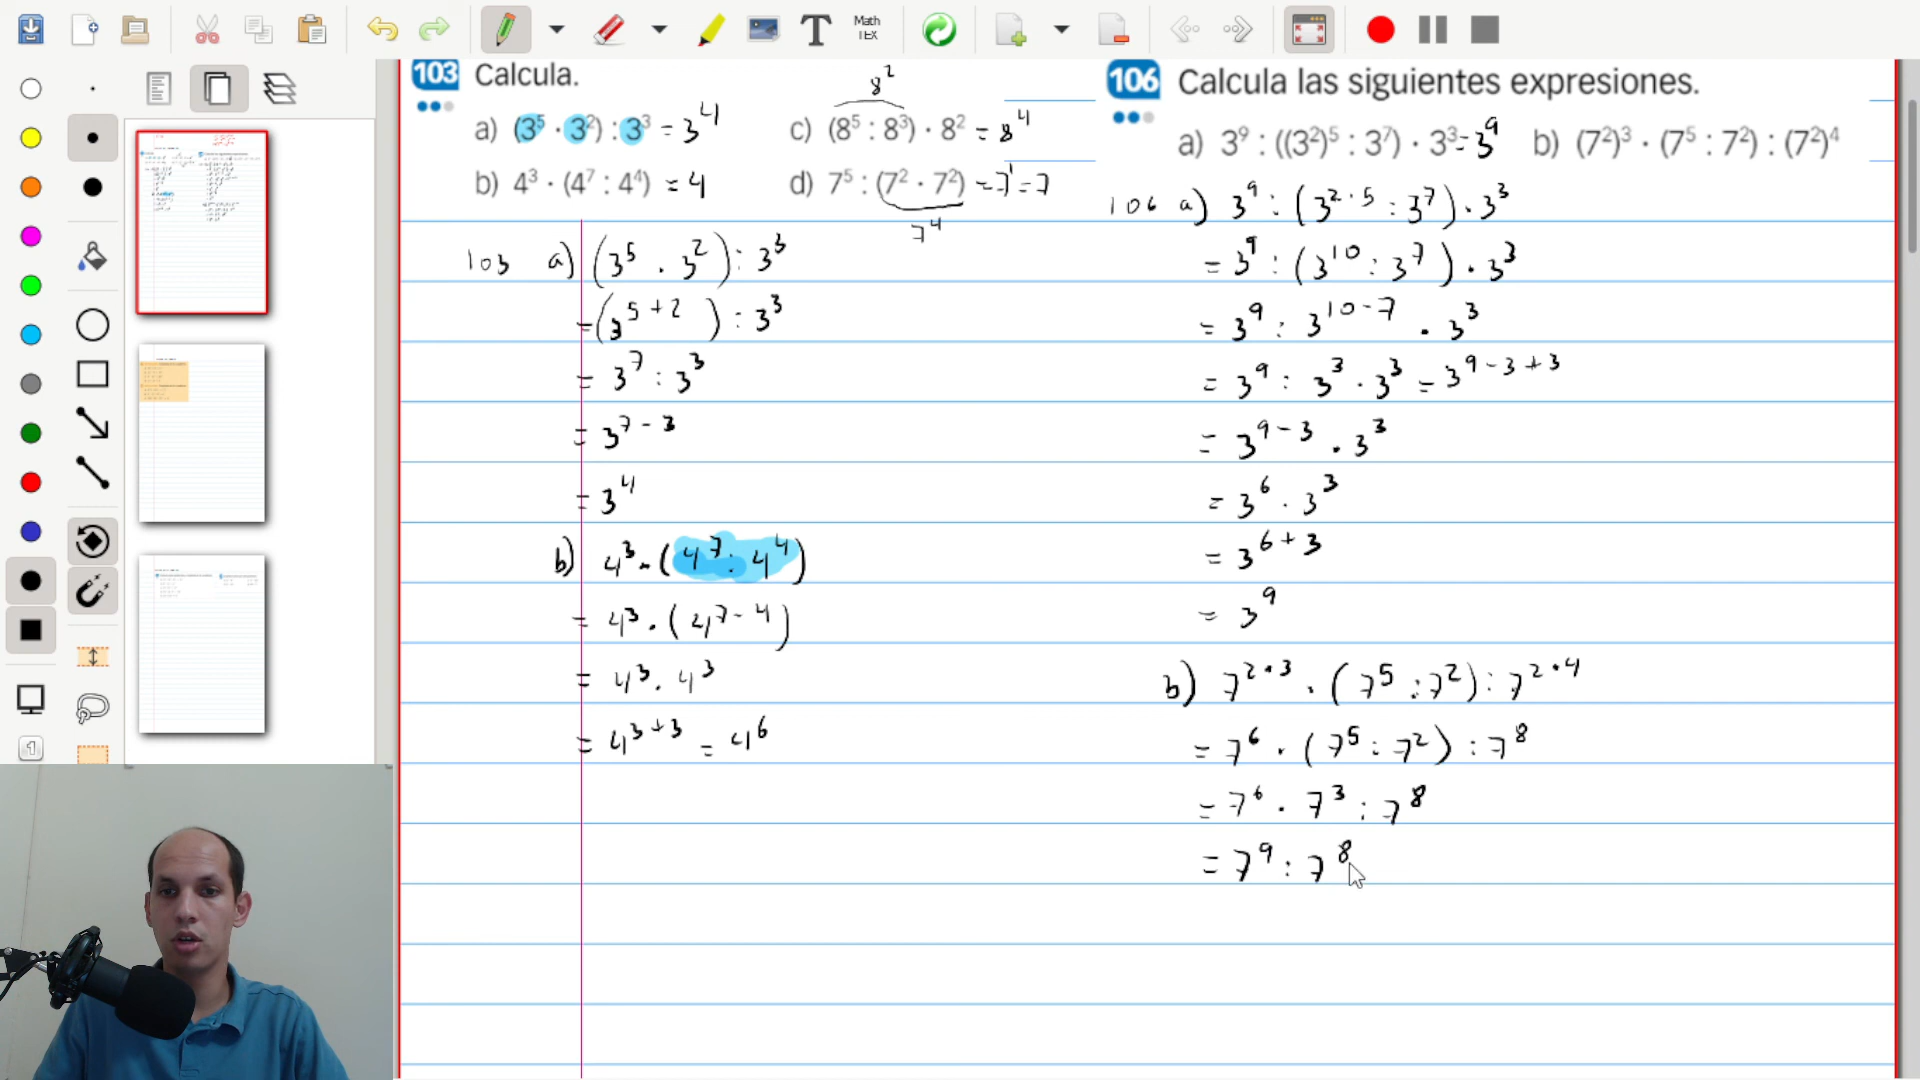 Math
TEX
103 Calcula.
a) (3⁵ · 3²) : 3³ = 3⁴
b) 4³ · (4⁷ : 4⁴) = 4
8²
c) (8⁵ : 8³) · 8² = 8⁴
d) 7⁵ : (7² · 7²) = 7¹ = 7
7⁴
103 a) (3⁵ . 3²) : 3³
= (3⁵⁺² ) : 3³
= 3⁷ : 3³
= 3⁷⁻³
= 3⁴
b) 4³ . (4⁷ : 4⁴)
= 4³ . (4⁷⁻⁴)
= 4³ . 4³
= 4³⁺³ = 4⁶
106 Calcula las siguientes expresiones.
a) 3⁹ : ((3²)⁵ : 3⁷) · 3³ = 3⁹ b) (7²)³ · (7⁵ : 7²) : (7²)⁴
106 a) 3⁹ : (3²˙⁵ : 3⁷) . 3³
= 3⁹ : (3¹⁰ : 3⁷ ) . 3³
= 3⁹ : 3¹⁰⁻⁷ . 3³
= 3⁹ : 3³ . 3³ = 3⁹⁻³⁺³
= 3⁹⁻³ . 3³
= 3⁶ . 3³
= 3⁶⁺³
= 3⁹
b) 7²˙³ . (7⁵ : 7²) : 7²˙⁴
= 7⁶ . (7⁵ : 7²) : 7⁸
= 7⁶ . 7³ : 7⁸
= 7⁹ : 7⁸